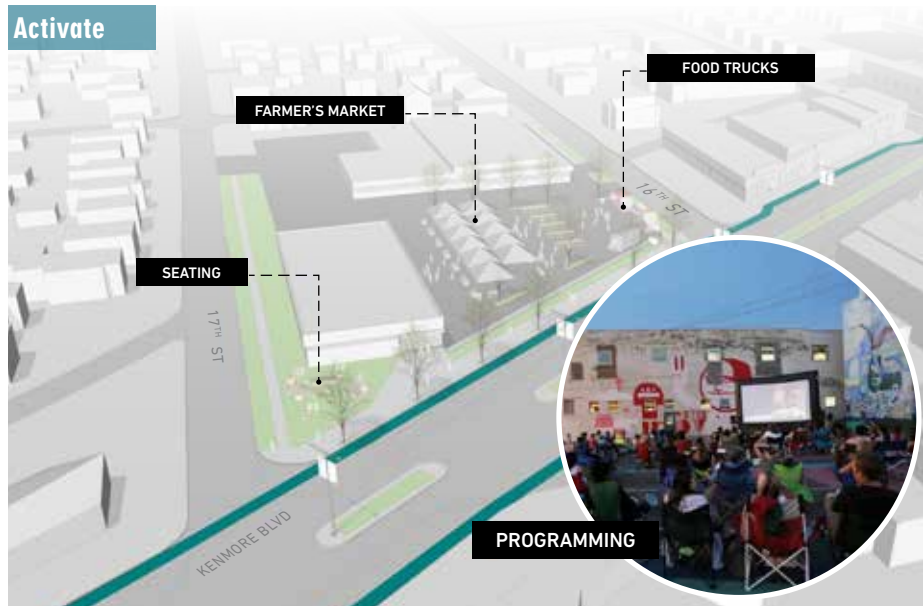 Activate
FOOD TRUCKS
FARMER'S MARKET
16TH ST
SEATING
17TH ST
KENMORE BLVD
PROGRAMMING